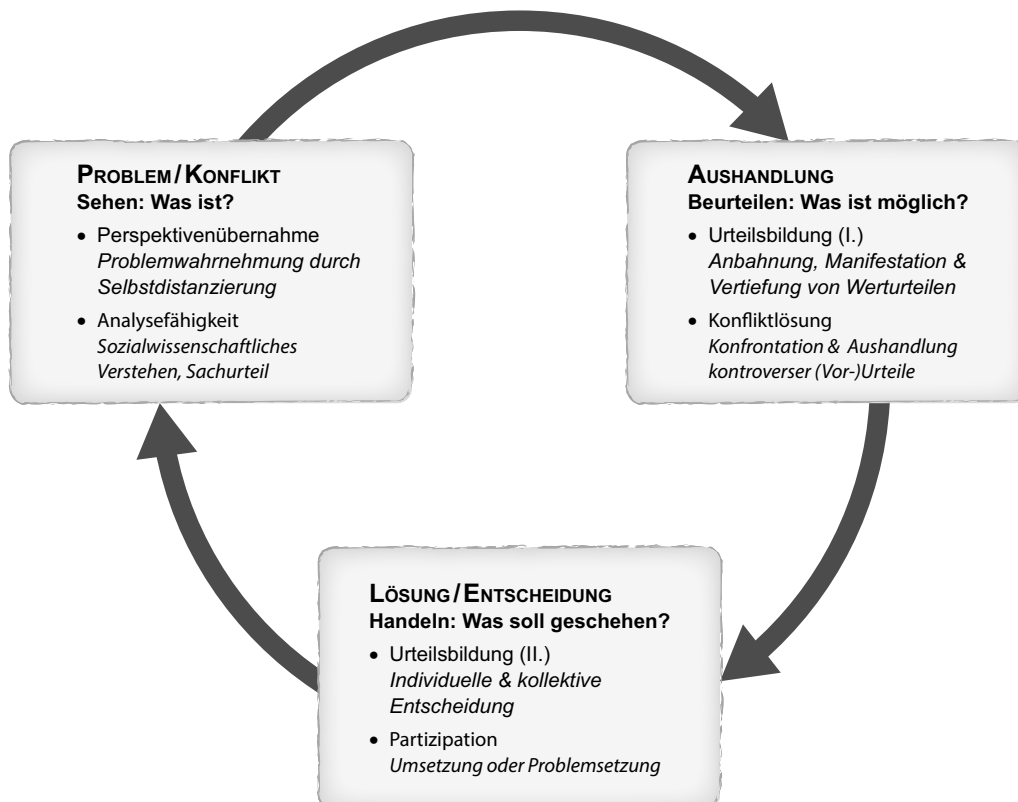 PROBLEM/KONFLIKT
Sehen: Was ist?
• Perspektivenübernahme
Problemwahrnehmung durch
Selbstdistanzierung
• Analysefähigkeit
Sozialwissenschaftliches
Verstehen, Sachurteil
AUSHANDLUNG
Beurteilen: Was ist möglich?
• Urteilsbildung (I.)
Anbahnung, Manifestation &
Vertiefung von Werturteilen
• Konfliktlösung
Konfrontation & Aushandlung
kontroverser (Vor-)Urteile
LÖSUNG/ENTSCHEIDUNG
Handeln: Was soll geschehen?
• Urteilsbildung (II.)
Individuelle & kollektive
Entscheidung
• Partizipation
Umsetzung oder Problemsetzung